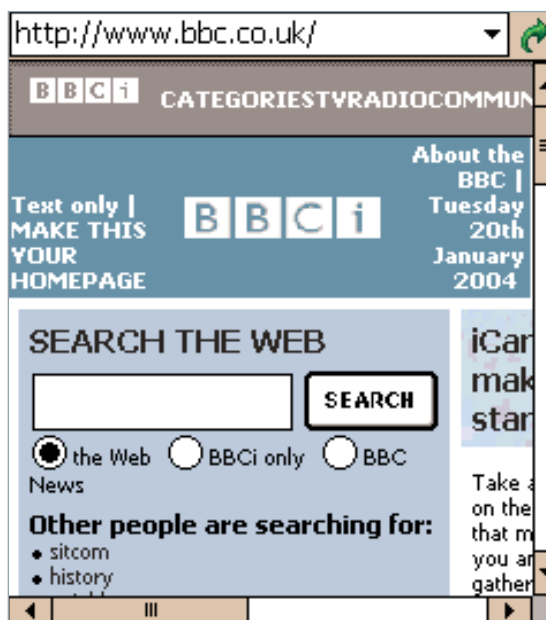 http://www.bbc.co.uk/
BBCi CATEGORIESTVRADIOCOMMUN
About the
BBC |
Text only | Tuesday
MAKE THIS BBCi 20th
YOUR January
HOMEPAGE 2004
SEARCH THE WEB
SEARCH
the Web BBCi only BBC
News
Other people are searching for:
sitcom
history
iCan
mak
star
Take a
on the
that m
you ar
gather